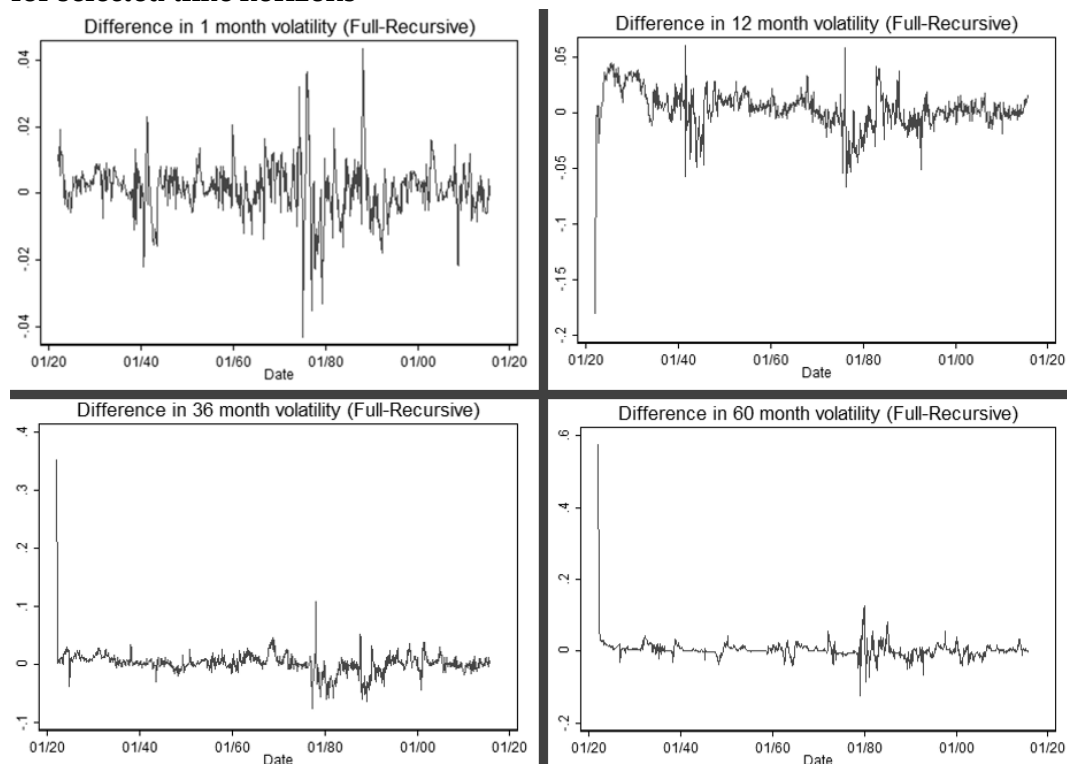 for selected time horizons
Difference in 1 month volatility (Full-Recursive)
.04
.02
0
-.02
-.04
01/20 01/40 01/60 01/80 01/00 01/20
Date
Difference in 12 month volatility (Full-Recursive)
.05
0
-.05
-.1
-.15
-.2
01/20 01/40 01/60 01/80 01/00 01/20
Date
Difference in 36 month volatility (Full-Recursive)
.4
.3
.2
.1
0
-.1
01/20 01/40 01/60 01/80 01/00 01/20
Date
Difference in 60 month volatility (Full-Recursive)
.6
.4
.2
0
-.2
01/20 01/40 01/60 01/80 01/00 01/20
Date